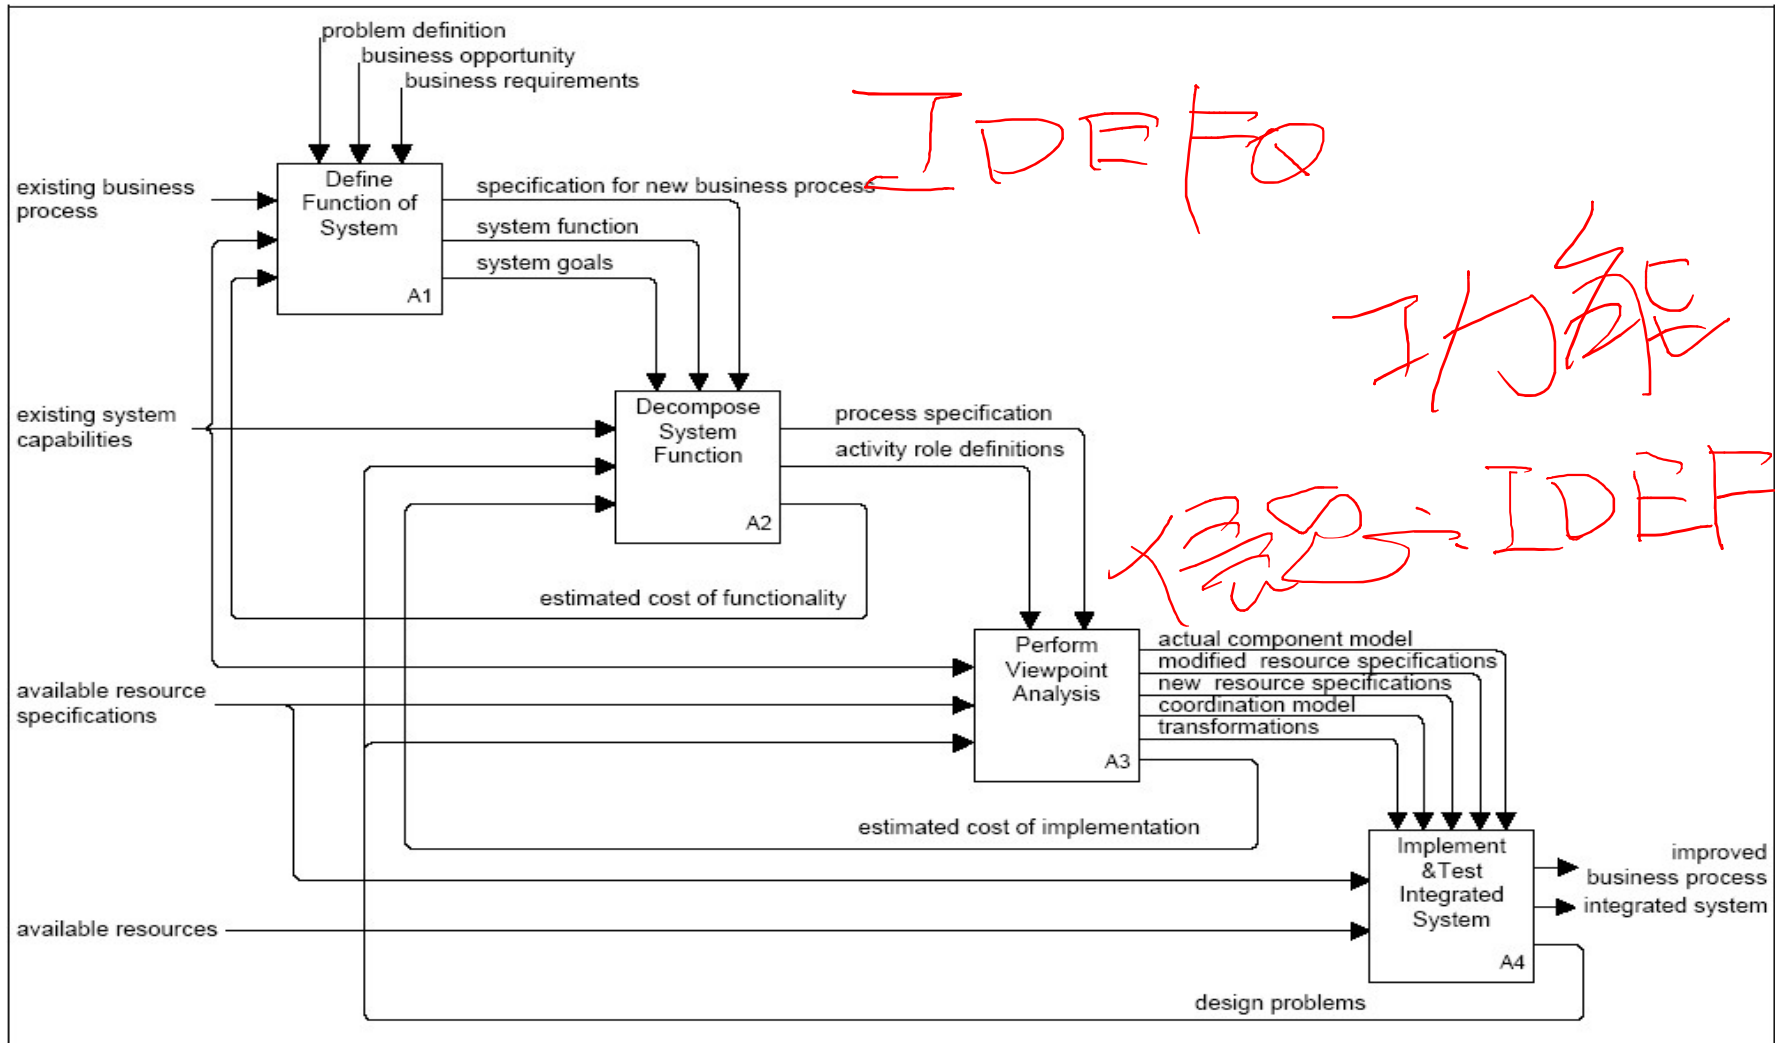 problem definition
business opportunity
business requirements
existing business
process
Define
Function of
System
A1
specification for new business process
system function
system goals
IDEF0
功能
existing system
capabilities
Decompose
System
Function
A2
process specification
activity role definitions
信息: IDEF
estimated cost of functionality
available resource
specifications
Perform
Viewpoint
Analysis
A3
actual component model
modified resource specifications
new resource specifications
coordination model
transformations
estimated cost of implementation
Implement
&Test
Integrated
System
A4
improved
business process
integrated system
available resources
design problems